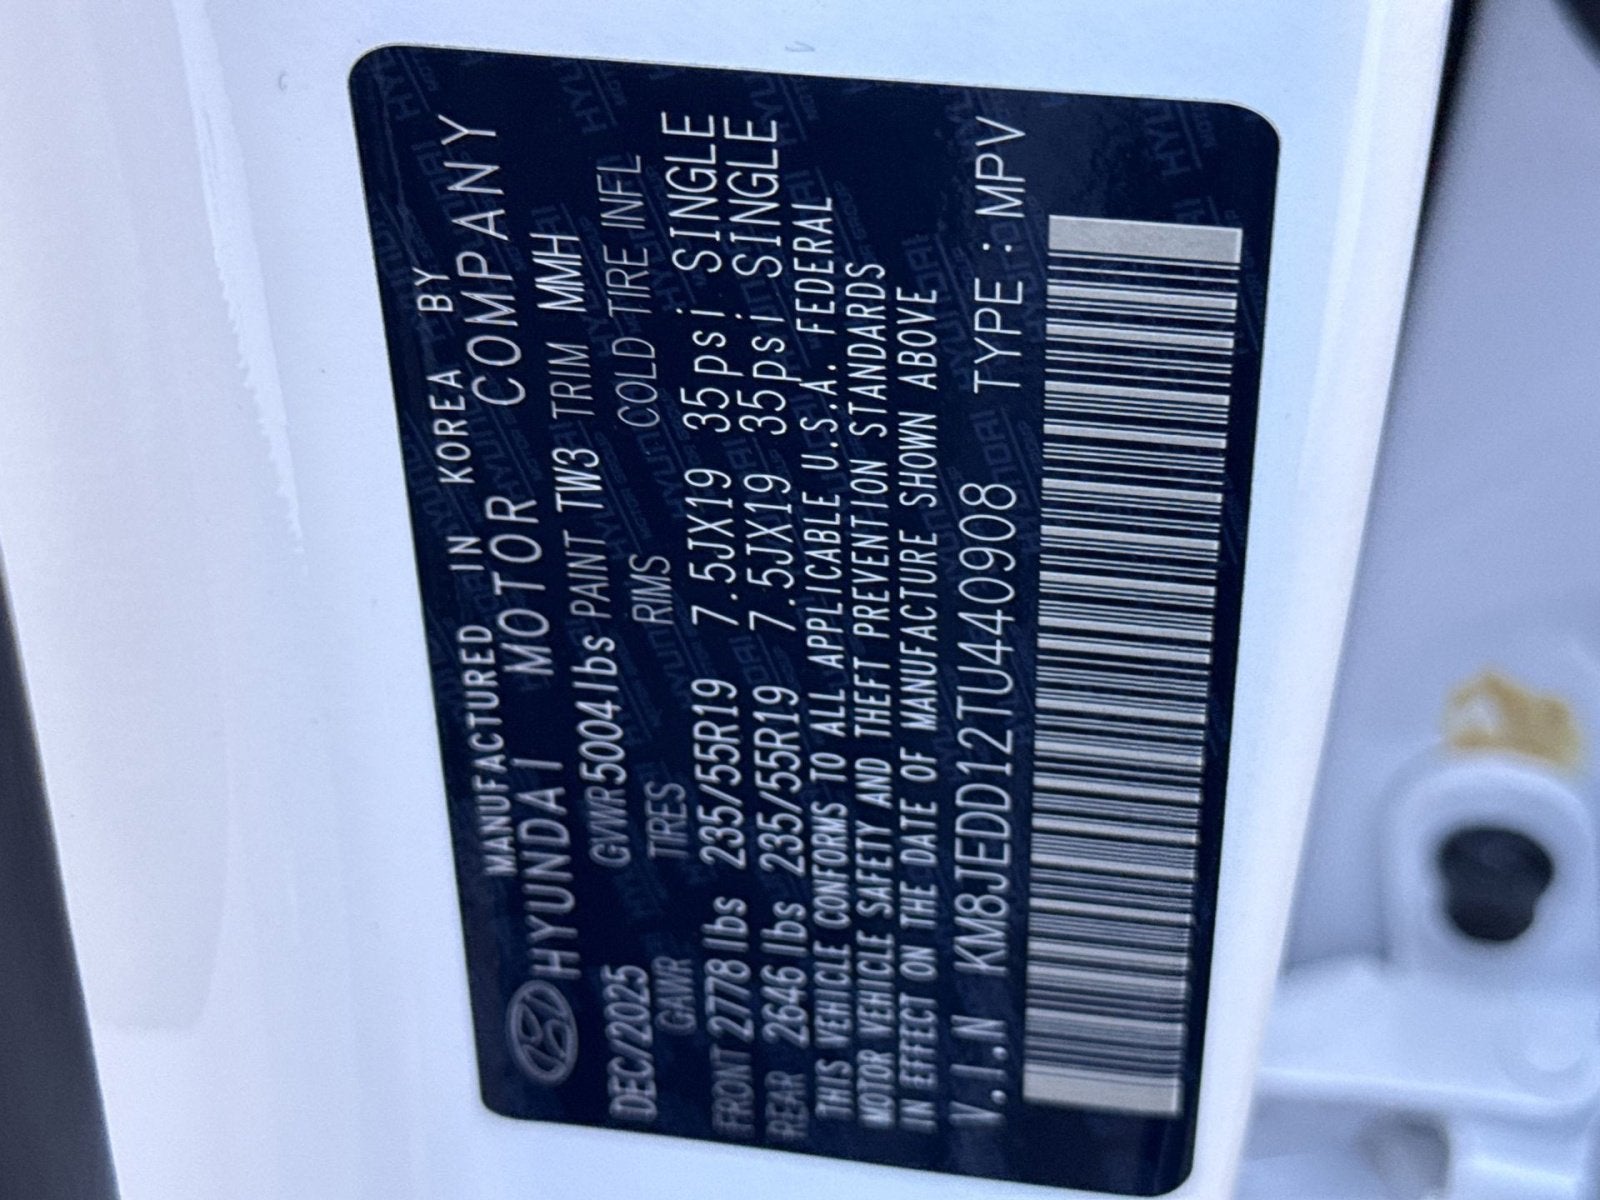 MANUFACTURED IN KOREA BY
HYUNDAI MOTOR COMPANY
DEC/2025 GVWR 5004 lbs PAINT TW3 TRIM MMH
GAWR TIRES RIMS COLD TIRE INFL
FRONT 2778 lbs 235/55R19 7.5JX19 35psi SINGLE
REAR 2646 lbs 235/55R19 7.5JX19 35psi SINGLE
THIS VEHICLE CONFORMS TO ALL APPLICABLE U.S.A. FEDERAL
MOTOR VEHICLE SAFETY AND THEFT PREVENTION STANDARDS
IN EFFECT ON THE DATE OF MANUFACTURE SHOWN ABOVE
V.I.N KM8JEDD12TU440908 TYPE : MPV